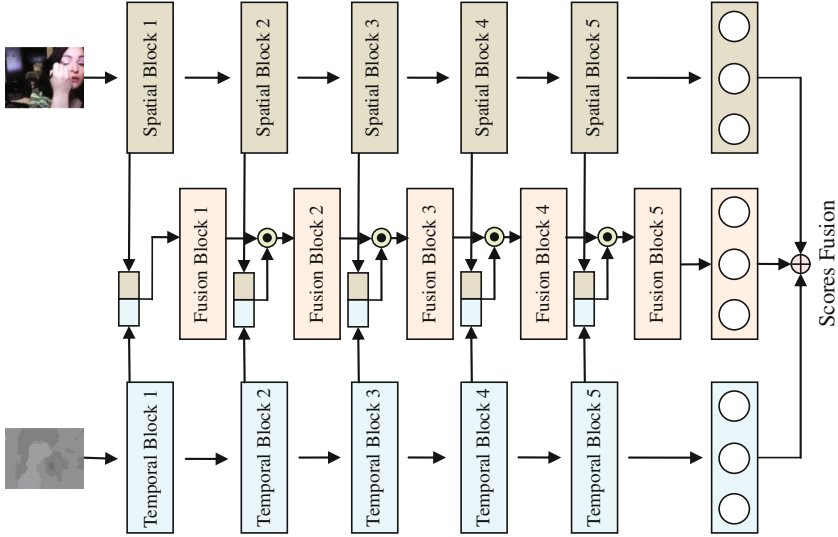 Spatial Block 1
Spatial Block 2
Spatial Block 3
Spatial Block 4
Spatial Block 5
Fusion Block 1
Fusion Block 2
Fusion Block 3
Fusion Block 4
Fusion Block 5
Temporal Block 1
Temporal Block 2
Temporal Block 3
Temporal Block 4
Temporal Block 5
Scores Fusion